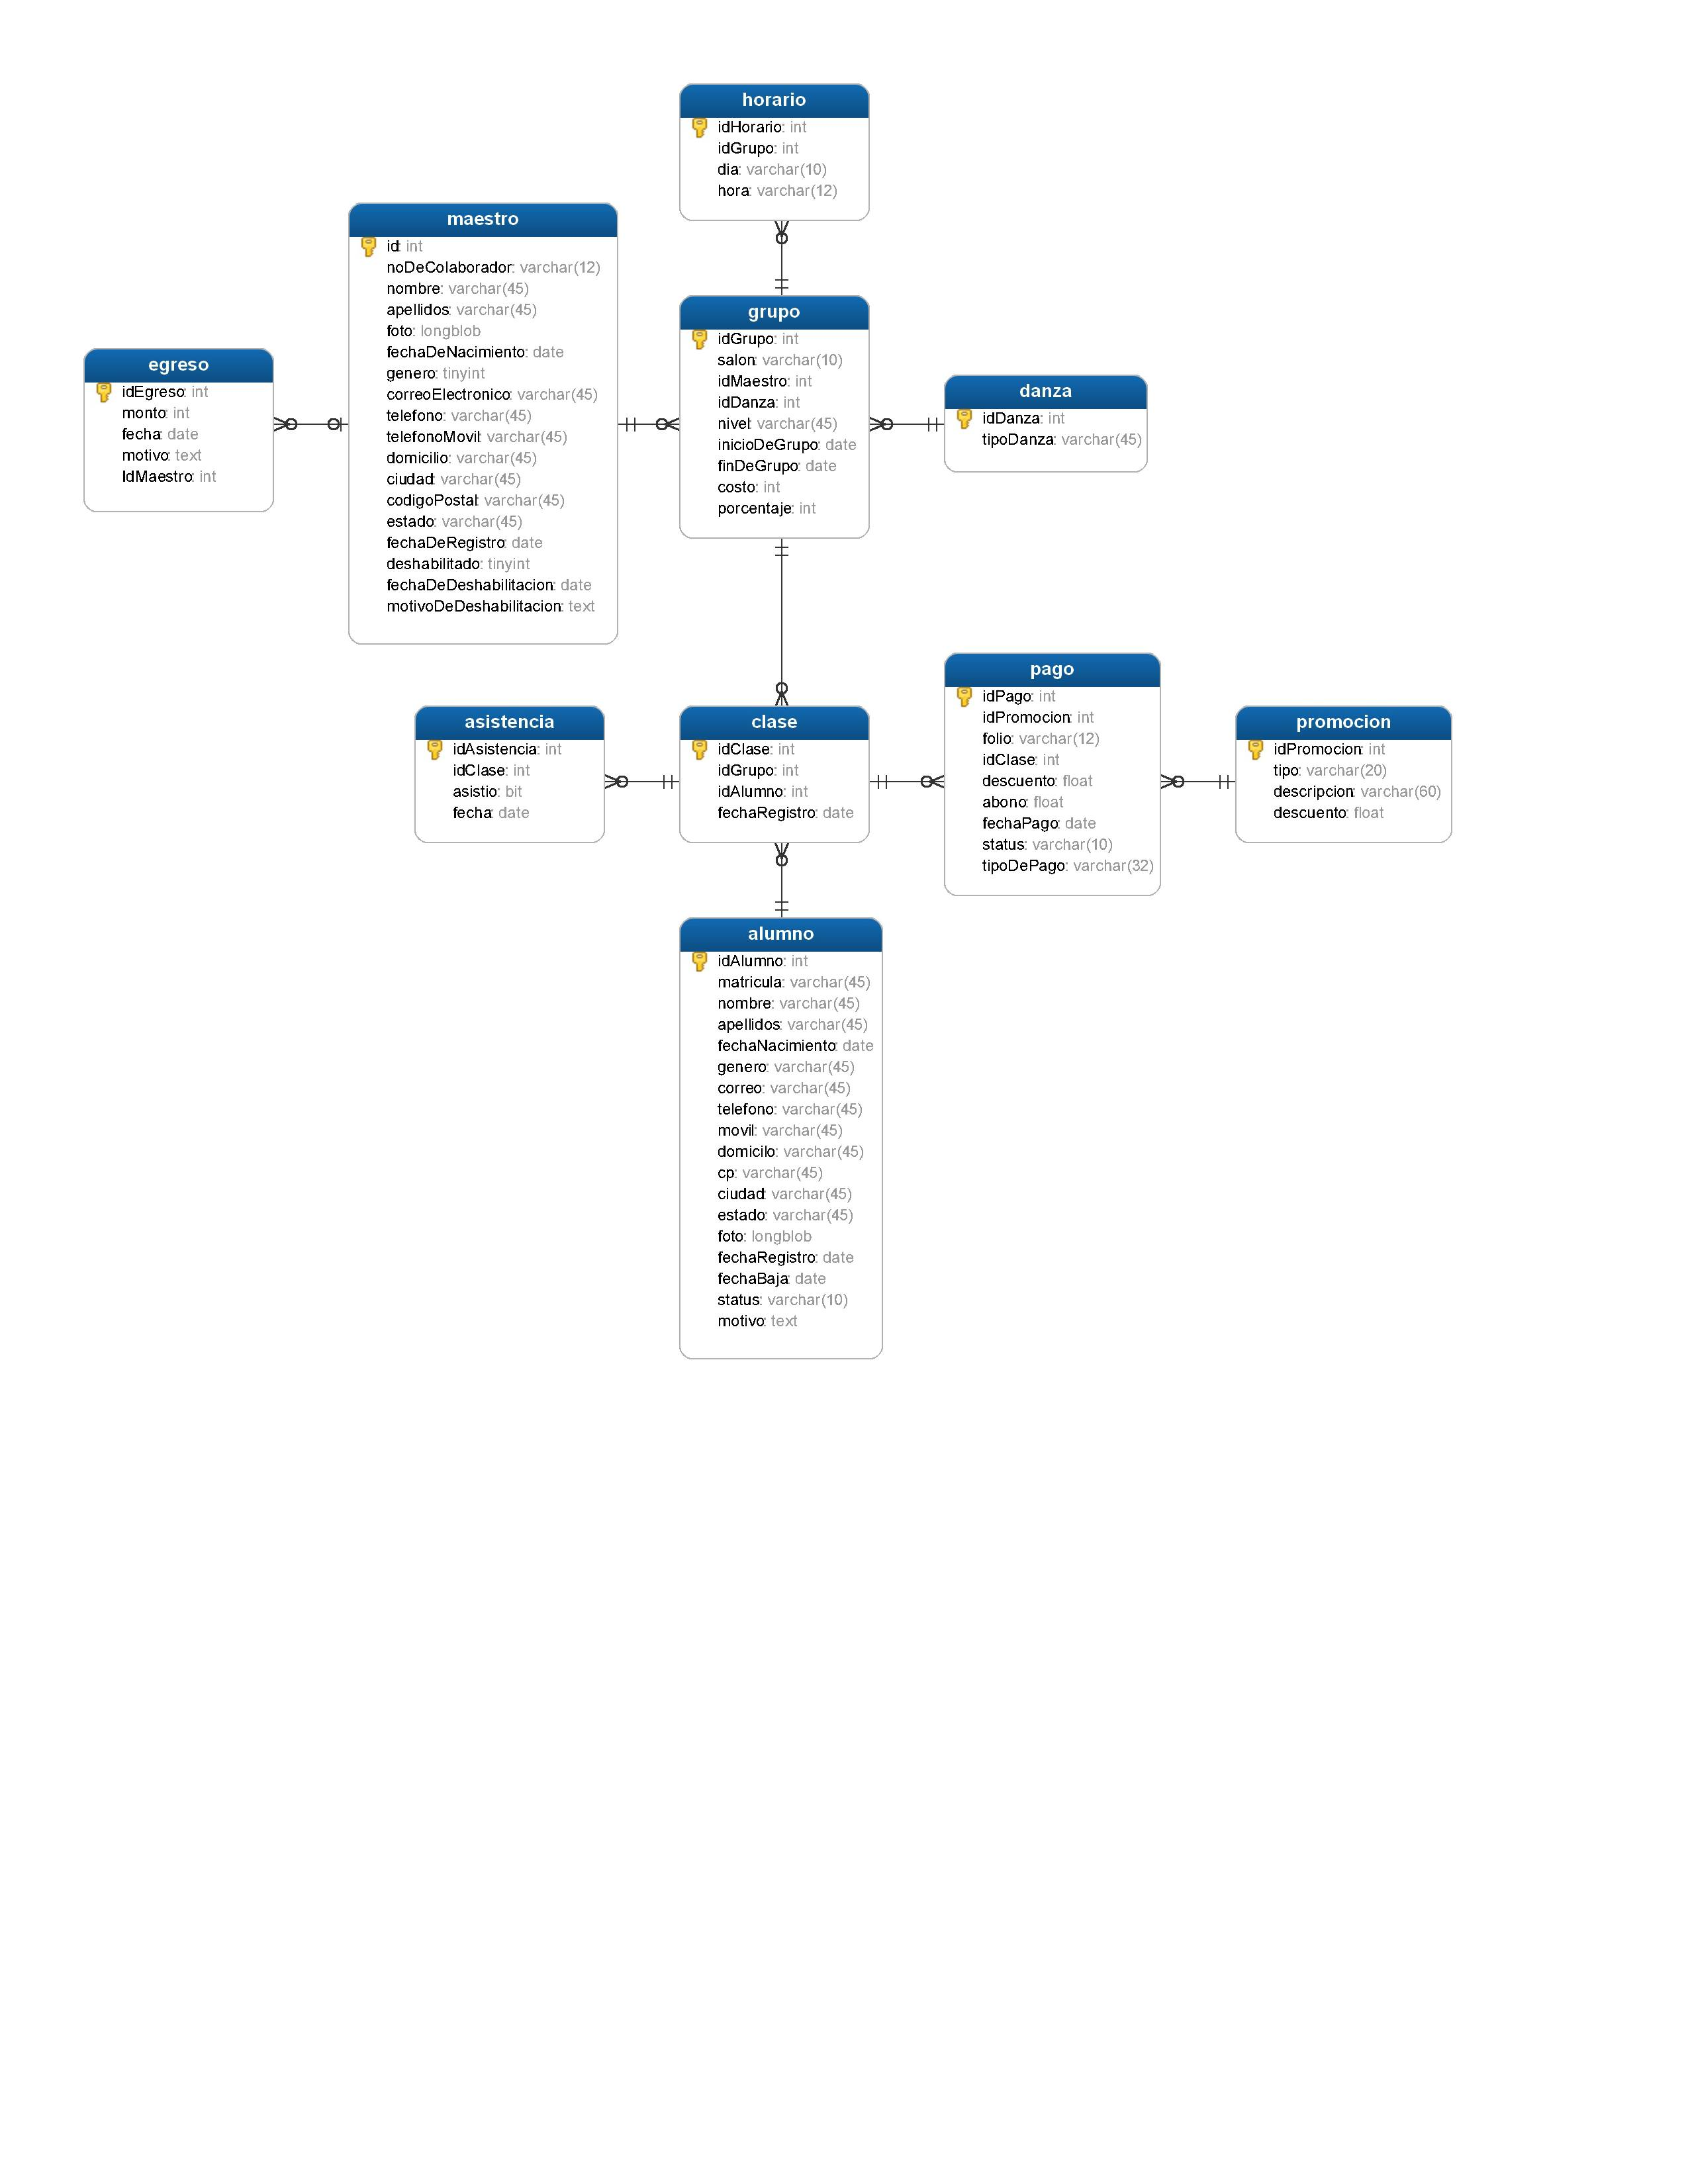 horario
idHorario: int
idGrupo: int
dia: varchar(10)
hora: varchar(12)
maestro
id: int
noDeColaborador: varchar(12)
nombre: varchar(45)
apellidos: varchar(45)
foto: longblob
fechaDeNacimiento: date
genero: tinyint
correoElectronico: varchar(45)
telefono: varchar(45)
telefonoMovil: varchar(45)
domicilio: varchar(45)
ciudad: varchar(45)
codigoPostal: varchar(45)
estado: varchar(45)
fechaDeRegistro: date
deshabilitado: tinyint
fechaDeDeshabilitacion: date
motivoDeDeshabilitacion: text
grupo
idGrupo: int
salon: varchar(10)
idMaestro: int
idDanza: int
nivel: varchar(45)
inicioDeGrupo: date
finDeGrupo: date
costo: int
porcentaje: int
egreso
idEgreso: int
monto: int
fecha: date
motivo: text
IdMaestro: int
danza
idDanza: int
tipoDanza: varchar(45)
pago
idPago: int
idPromocion: int
folio: varchar(12)
idClase: int
descuento: float
abono: float
fechaPago: date
status: varchar(10)
tipoDePago: varchar(32)
asistencia
idAsistencia: int
idClase: int
asistio: bit
fecha: date
clase
idClase: int
idGrupo: int
idAlumno: int
fechaRegistro: date
promocion
idPromocion: int
tipo: varchar(20)
descripcion: varchar(60)
descuento: float
alumno
idAlumno: int
matricula: varchar(45)
nombre: varchar(45)
apellidos: varchar(45)
fechaNacimiento: date
genero: varchar(45)
correo: varchar(45)
telefono: varchar(45)
movil: varchar(45)
domicilo: varchar(45)
cp: varchar(45)
ciudad: varchar(45)
estado: varchar(45)
foto: longblob
fechaRegistro: date
fechaBaja: date
status: varchar(10)
motivo: text